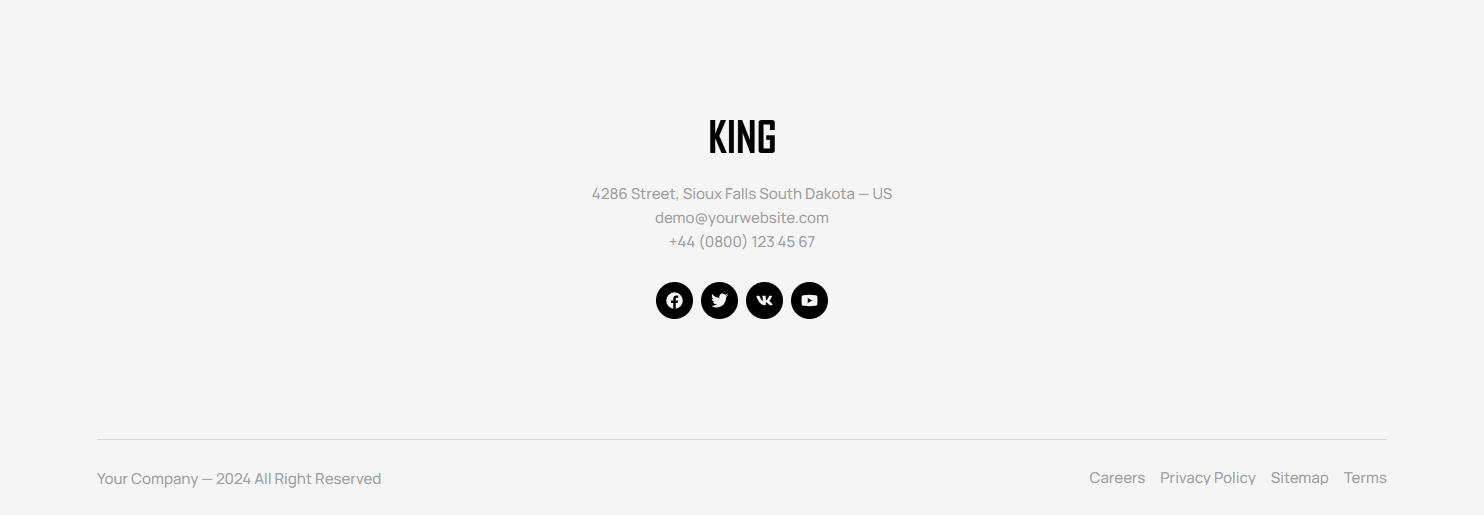 KING
4286 Street, Sioux Falls South Dakota — US
demo@yourwebsite.com
+44 (0800) 123 45 67
Your Company — 2024 All Right Reserved
Careers Privacy Policy Sitemap Terms